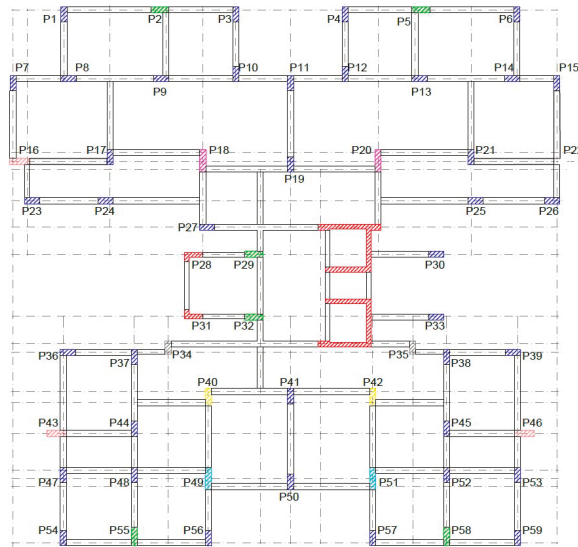 P1 P2 P3 P4 P5 P6
P7 P8 P9 P10 P11 P12 P13 P14 P15
P16 P17 P18 P19 P20 P21
P23 P24 P25 P26
P27
P28 P29 P30
P31 P32 P33
P34 P35
P36 P37 P38 P39
P40 P41 P42
P43 P44 P45 P46
P47 P48 P49 P50 P51 P52 P53
P54 P55 P56 P57 P58 P59